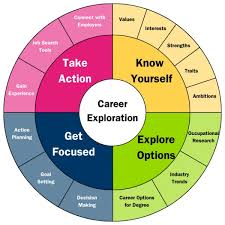 Connect with
Employers
Values
Interests
Job Search
Tools
Strengths
Take
Action
Know
Yourself
Traits
Gain
Experience
Ambitions
Career
Exploration
Action
Planning
Get
Focused
Explore
Options
Occupational
Research
Goal
Setting
Industry
Trends
Decision
Making
Career Options
for Degree